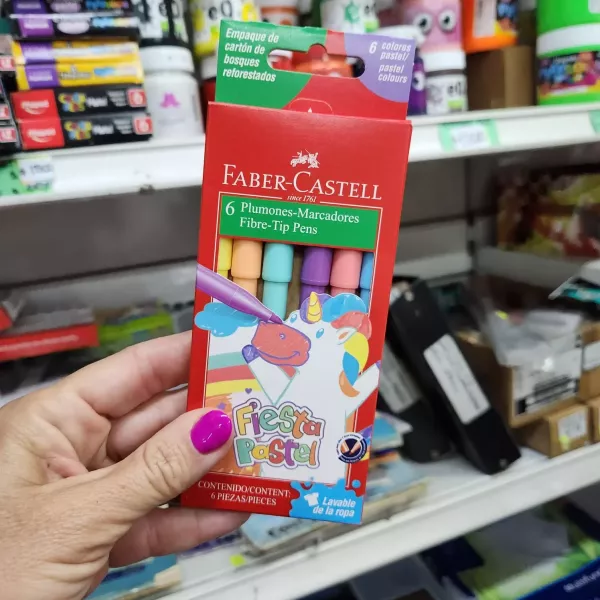 Empaque de
cartón de
bosques
reforestados
6 colores
pastel/
pastel
colours
FABER-CASTELL
since 1761
6 Plumones-Marcadores
Fibre-Tip Pens
Fiesta
Pastel
CONTENIDO/CONTENT:
6 PIEZAS/PIECES
Lavable
de la ropa